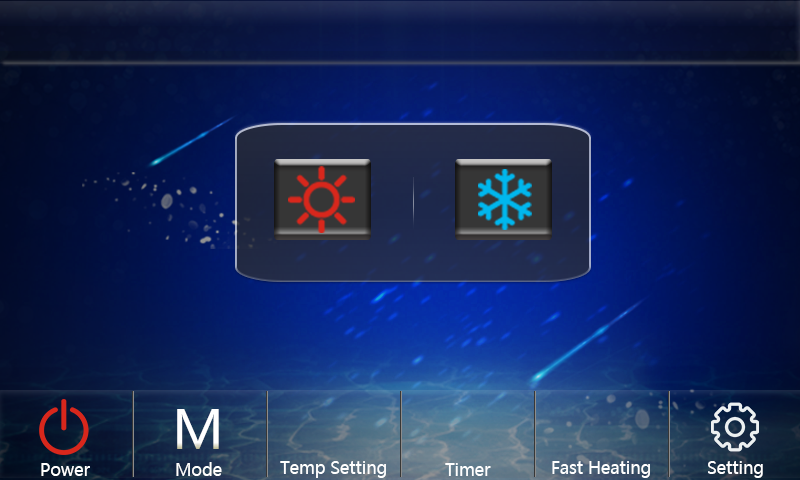 M
Power
Mode
Temp Setting
Timer
Fast Heating
Setting